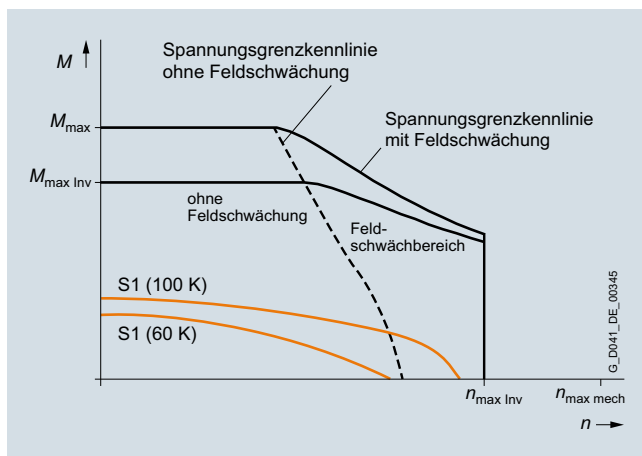 Spannungsgrenzkennlinie
ohne Feldschwächung
M
Spannungsgrenzkennlinie
mit Feldschwächung
Mmax
Mmax Inv
ohne
Feldschwächung
Feld-
schwächbereich
S1 (100 K)
S1 (60 K)
G_D041_DE_00345
nmax Inv
nmax mech
n